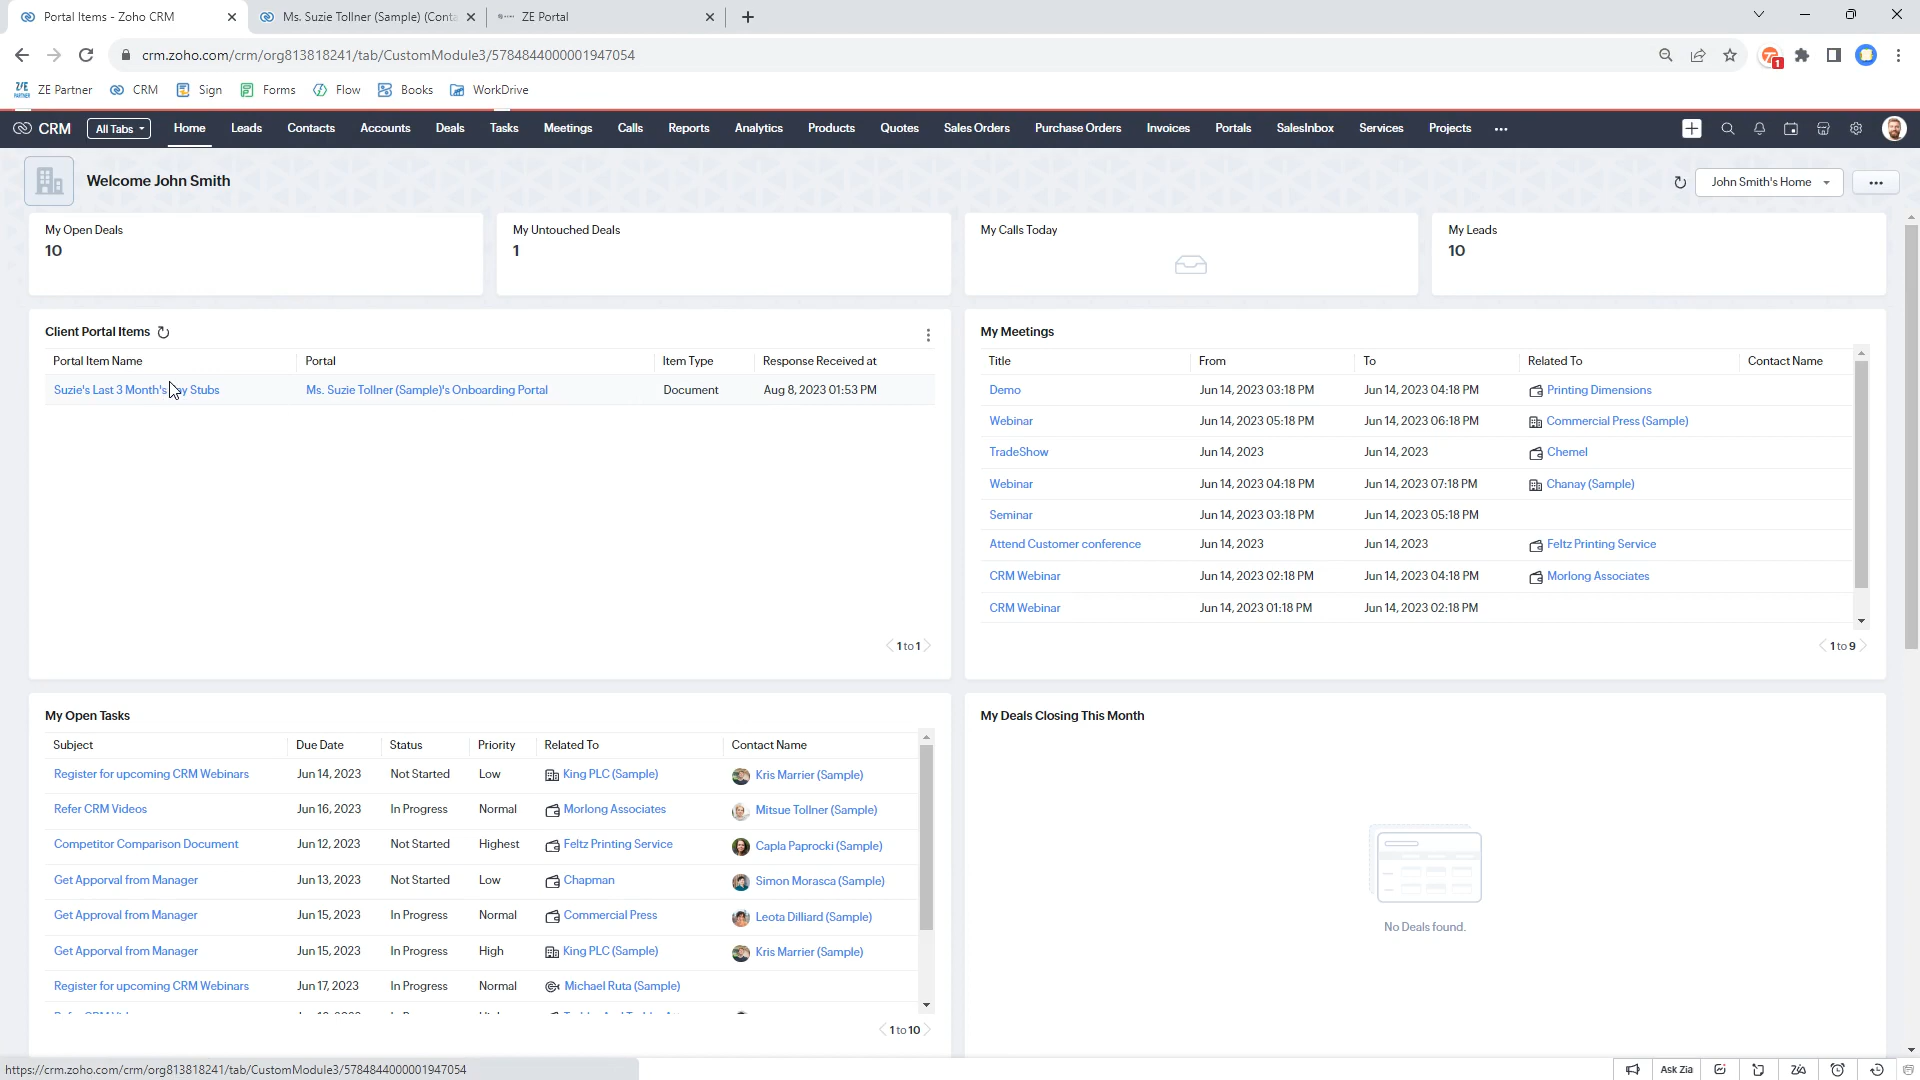 Portal Items - Zoho CRM
Ms. Suzie Tollner (Sample) (Conta
ZE Portal
crm.zoho.com/crm/org813818241/tab/CustomModule3/5784844000001947054
1
ZE Partner CRM Sign Forms Flow Books WorkDrive
CRM All Tabs Home Leads Contacts Accounts Deals Tasks Meetings Calls Reports Analytics Products Quotes Sales Orders Purchase Orders Invoices Portals SalesInbox Services Projects
Welcome John Smith
John Smith's Home
My Open Deals
10
My Untouched Deals
1
My Calls Today
My Leads
10
Client Portal Items
Portal Item Name Portal Item Type Response Received at
Suzie's Last 3 Month's ay Stubs Ms. Suzie Tollner (Sample)'s Onboarding Portal Document Aug 8, 2023 01:53 PM
1 to 1
My Meetings
Title From To Related To Contact Name
Demo Jun 14, 2023 03:18 PM Jun 14, 2023 04:18 PM Printing Dimensions
Webinar Jun 14, 2023 05:18 PM Jun 14, 2023 06:18 PM Commercial Press (Sample)
TradeShow Jun 14, 2023 Jun 14, 2023 Chemel
Webinar Jun 14, 2023 04:18 PM Jun 14, 2023 07:18 PM Chanay (Sample)
Seminar Jun 14, 2023 03:18 PM Jun 14, 2023 05:18 PM
Attend Customer conference Jun 14, 2023 Jun 14, 2023 Feltz Printing Service
CRM Webinar Jun 14, 2023 02:18 PM Jun 14, 2023 04:18 PM Morlong Associates
CRM Webinar Jun 14, 2023 01:18 PM Jun 14, 2023 02:18 PM
1 to 9
My Open Tasks
Subject Due Date Status Priority Related To Contact Name
Register for upcoming CRM Webinars Jun 14, 2023 Not Started Low King PLC (Sample) Kris Marrier (Sample)
Refer CRM Videos Jun 16, 2023 In Progress Normal Morlong Associates Mitsue Tollner (Sample)
Competitor Comparison Document Jun 12, 2023 Not Started Highest Feltz Printing Service Capla Paprocki (Sample)
Get Apporval from Manager Jun 13, 2023 Not Started Low Chapman Simon Morasca (Sample)
Get Approval from Manager Jun 15, 2023 In Progress Normal Commercial Press Leota Dilliard (Sample)
Get Apporval from Manager Jun 15, 2023 In Progress High King PLC (Sample) Kris Marrier (Sample)
Register for upcoming CRM Webinars Jun 17, 2023 In Progress Normal Michael Ruta (Sample)
1 to 10
My Deals Closing This Month
No Deals found.
https://crm.zoho.com/crm/org813818241/tab/CustomModule3/5784844000001947054
Ask Zia